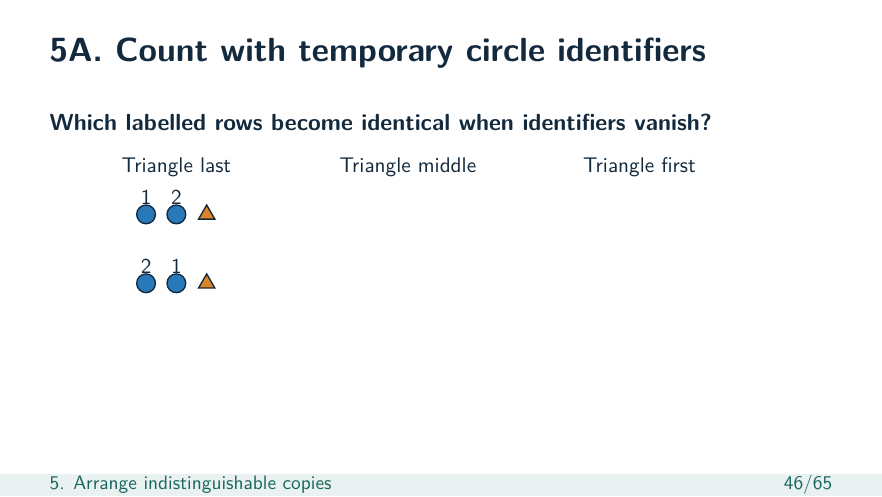 5A. Count with temporary circle identifiers
Which labelled rows become identical when identifiers vanish?
Triangle last Triangle middle Triangle first
1 2
2 1
5. Arrange indistinguishable copies 46/65